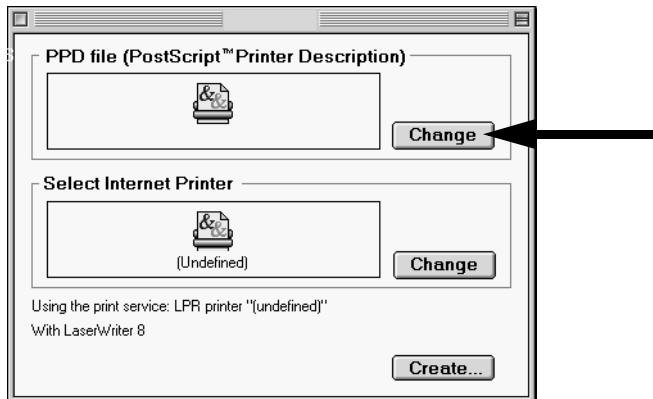 PPD file (PostScript™ Printer Description)
Change
Select Internet Printer
(Undefined)
Change
Using the print service: LPR printer "(undefined)"
With LaserWriter 8
Create...